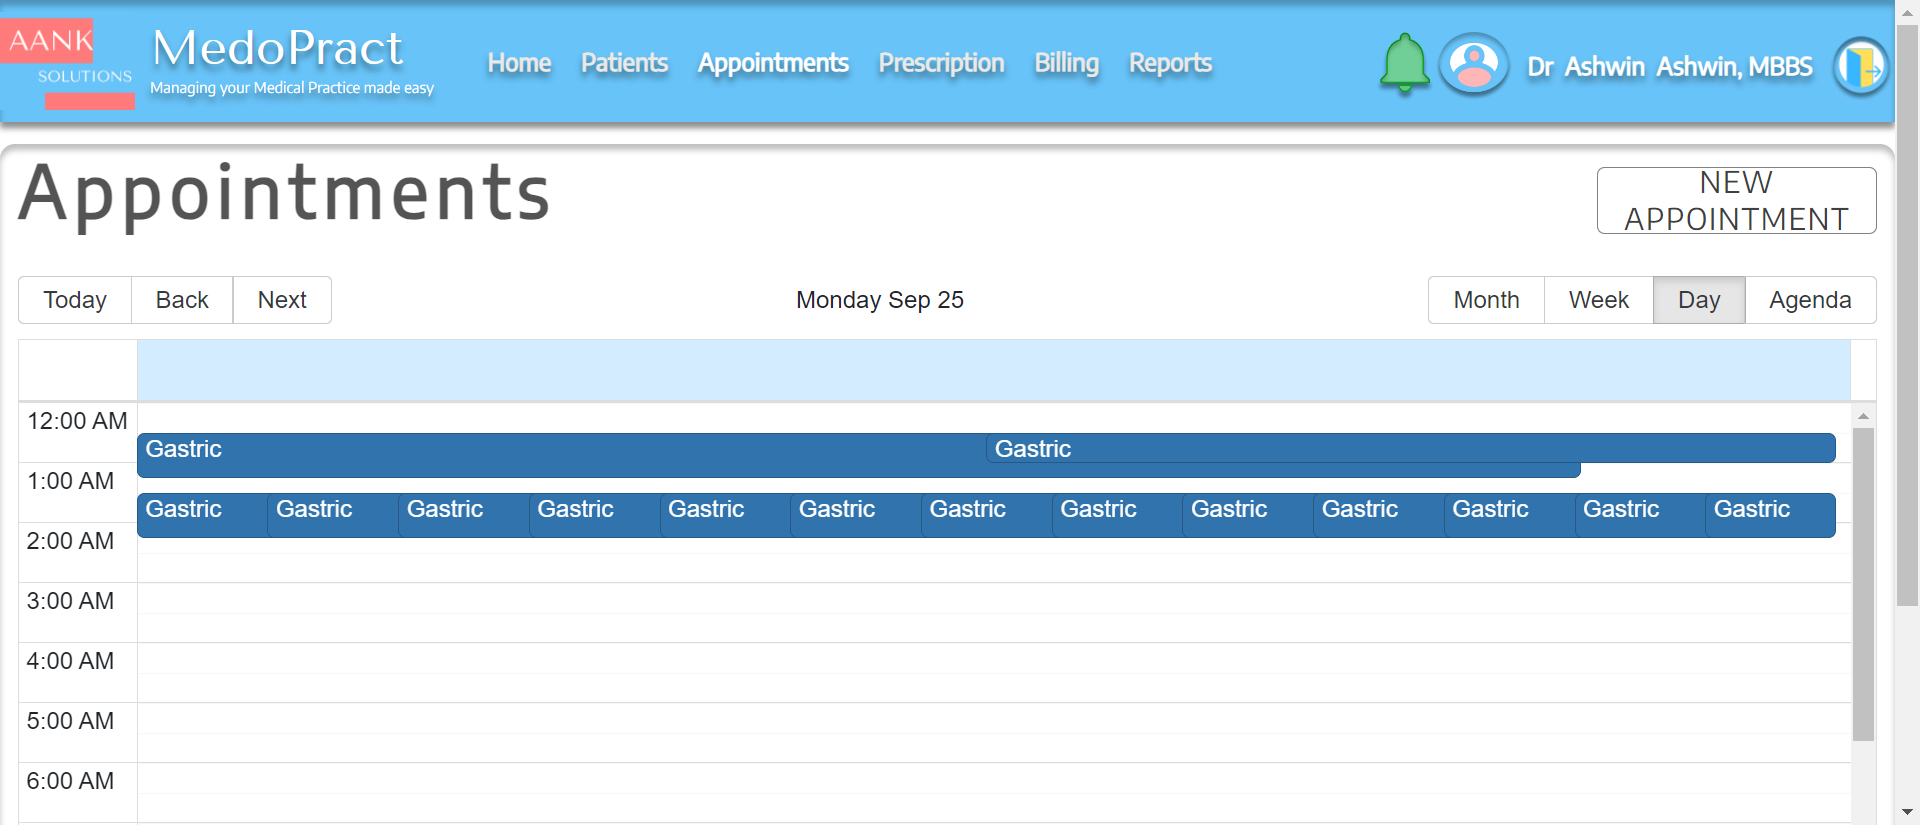 AANK
SOLUTIONS
MedoPract
Managing your Medical Practice made easy
Home Patients Appointments Prescription Billing Reports
Dr Ashwin Ashwin, MBBS
Appointments
NEW
APPOINTMENT
Today Back Next
Monday Sep 25
Month Week Day Agenda
12:00 AM
Gastric Gastric
1:00 AM
Gastric Gastric Gastric Gastric Gastric Gastric Gastric Gastric Gastric Gastric Gastric Gastric Gastric
2:00 AM
3:00 AM
4:00 AM
5:00 AM
6:00 AM